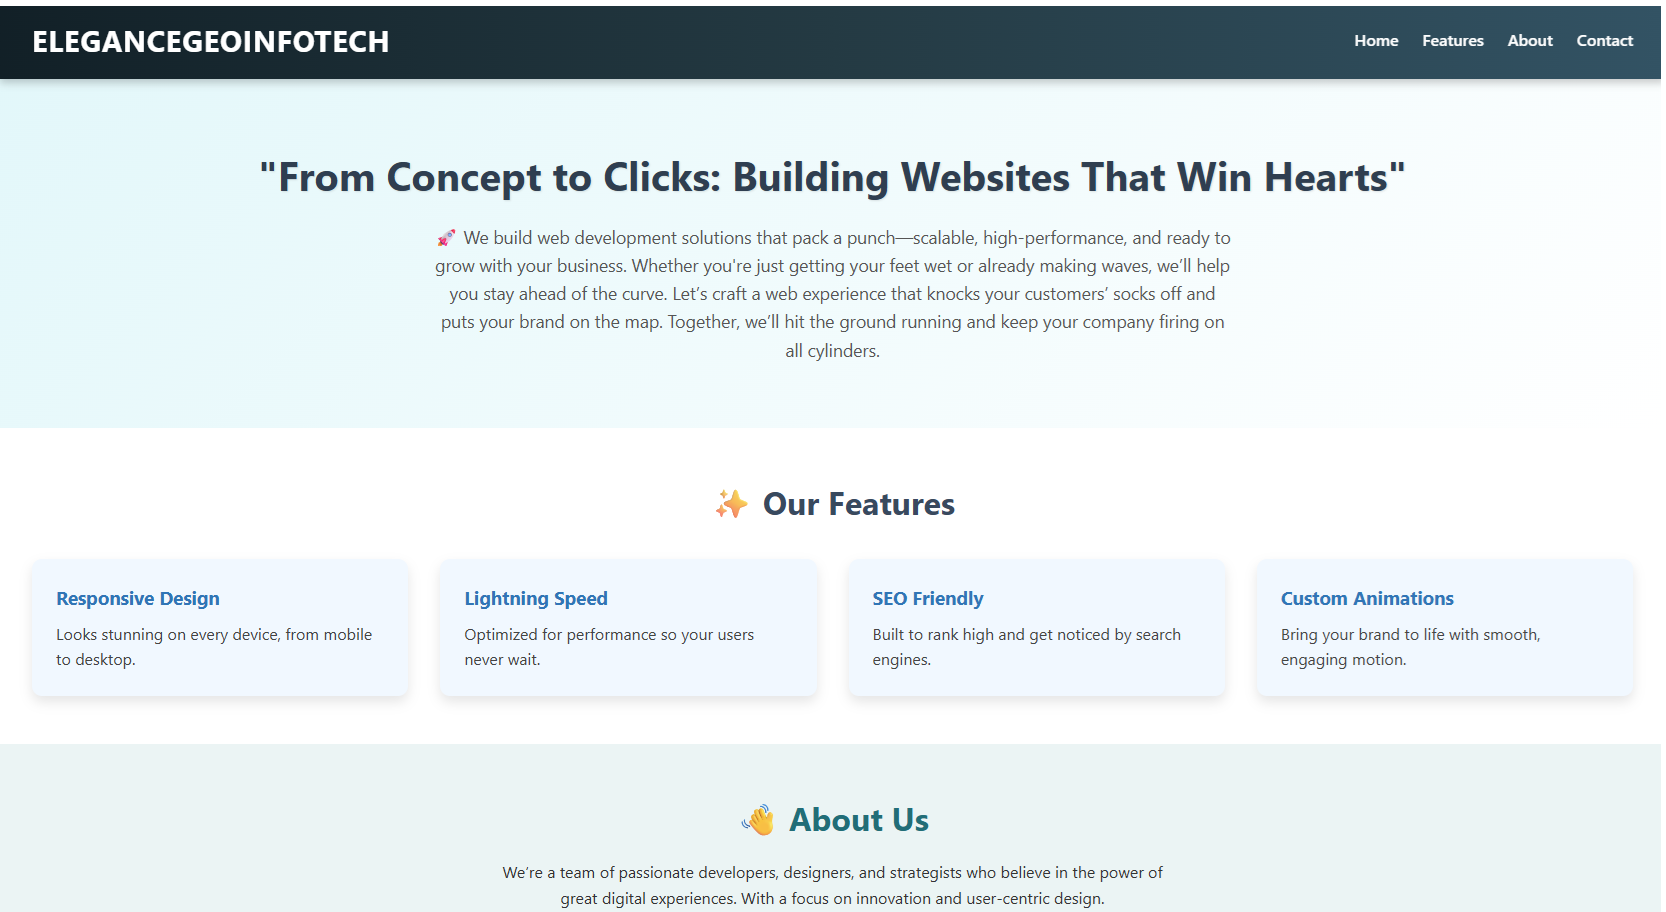 ELEGANCEGEOINFOTECH
Home Features About Contact
"From Concept to Clicks: Building Websites That Win Hearts"
🚀 We build web development solutions that pack a punch—scalable, high-performance, and ready to
grow with your business. Whether you're just getting your feet wet or already making waves, we’ll help
you stay ahead of the curve. Let’s craft a web experience that knocks your customers’ socks off and
puts your brand on the map. Together, we’ll hit the ground running and keep your company firing on
all cylinders.
✨ Our Features
Responsive Design
Looks stunning on every device, from mobile
to desktop.
Lightning Speed
Optimized for performance so your users
never wait.
SEO Friendly
Built to rank high and get noticed by search
engines.
Custom Animations
Bring your brand to life with smooth,
engaging motion.
👋 About Us
We’re a team of passionate developers, designers, and strategists who believe in the power of
great digital experiences. With a focus on innovation and user-centric design.